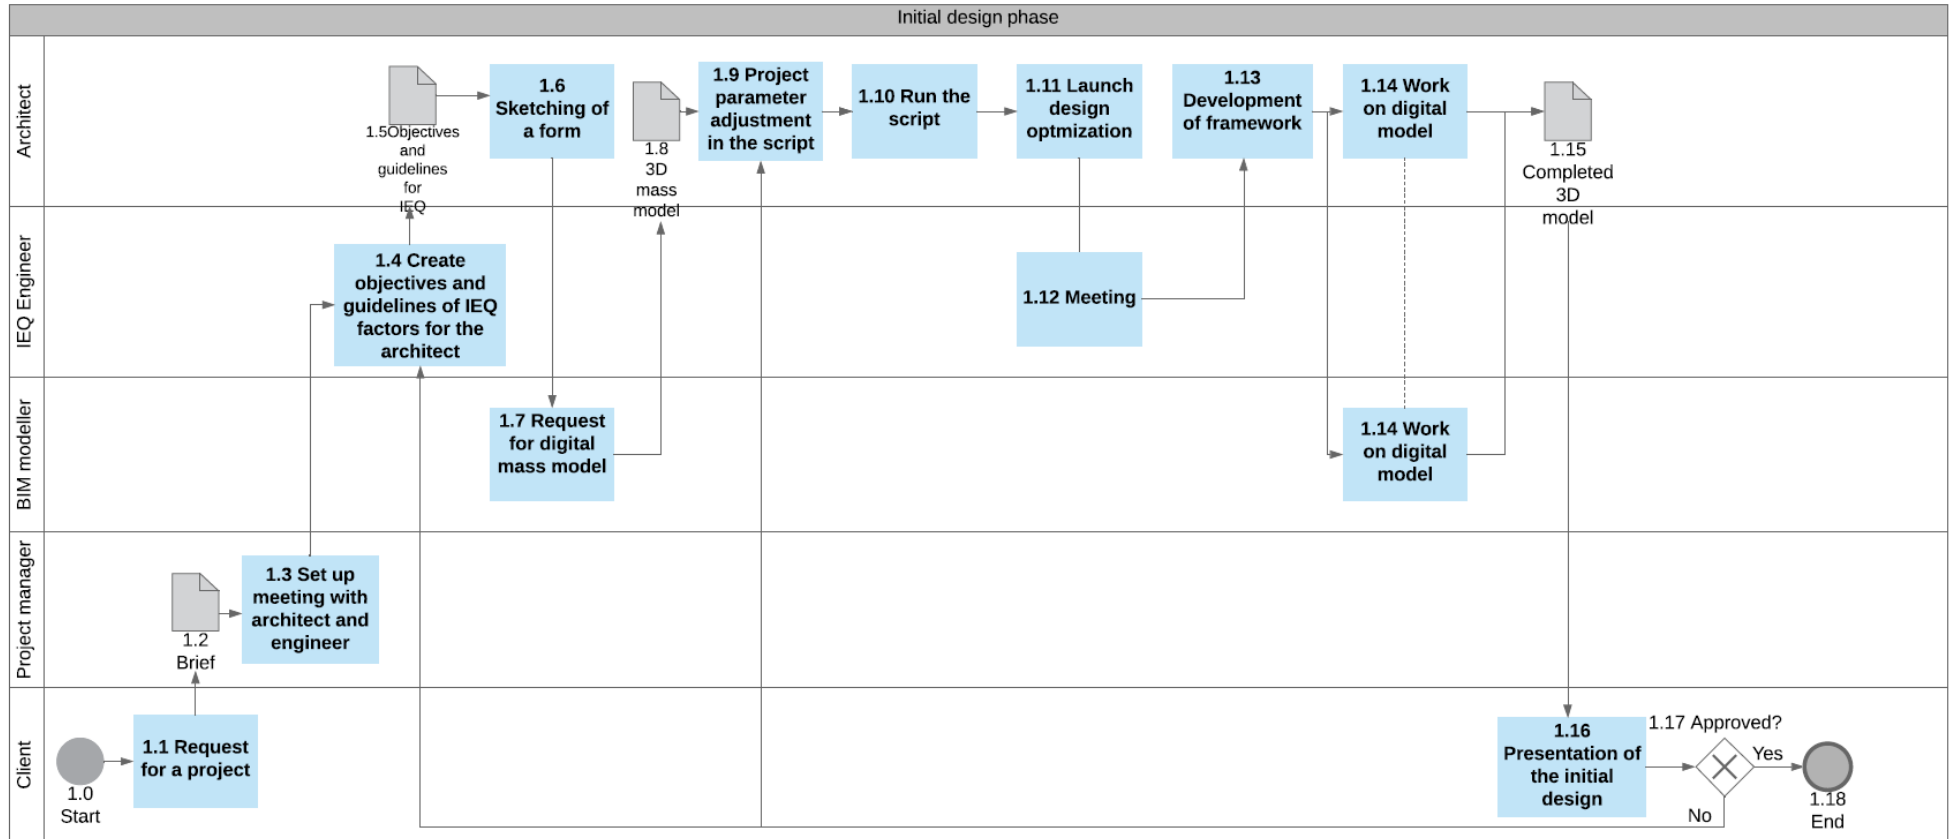 Initial design phase
Architect
1.5Objectives
and
guidelines
for
IEQ
1.6
Sketching of
a form
1.8
3D
mass
model
1.9 Project
parameter
adjustment
in the script
1.10 Run the
script
1.11 Launch
design
optmization
1.13
Development
of framework
1.14 Work
on digital
model
1.15
Completed
3D
model
IEQ Engineer
1.4 Create
objectives and
guidelines of IEQ
factors for the
architect
1.12 Meeting
BIM modeller
1.7 Request
for digital
mass model
1.14 Work
on digital
model
Project manager
1.2
Brief
1.3 Set up
meeting with
architect and
engineer
Client
1.0
Start
1.1 Request
for a project
1.16
Presentation of
the initial
design
1.17 Approved?
Yes
No
1.18
End